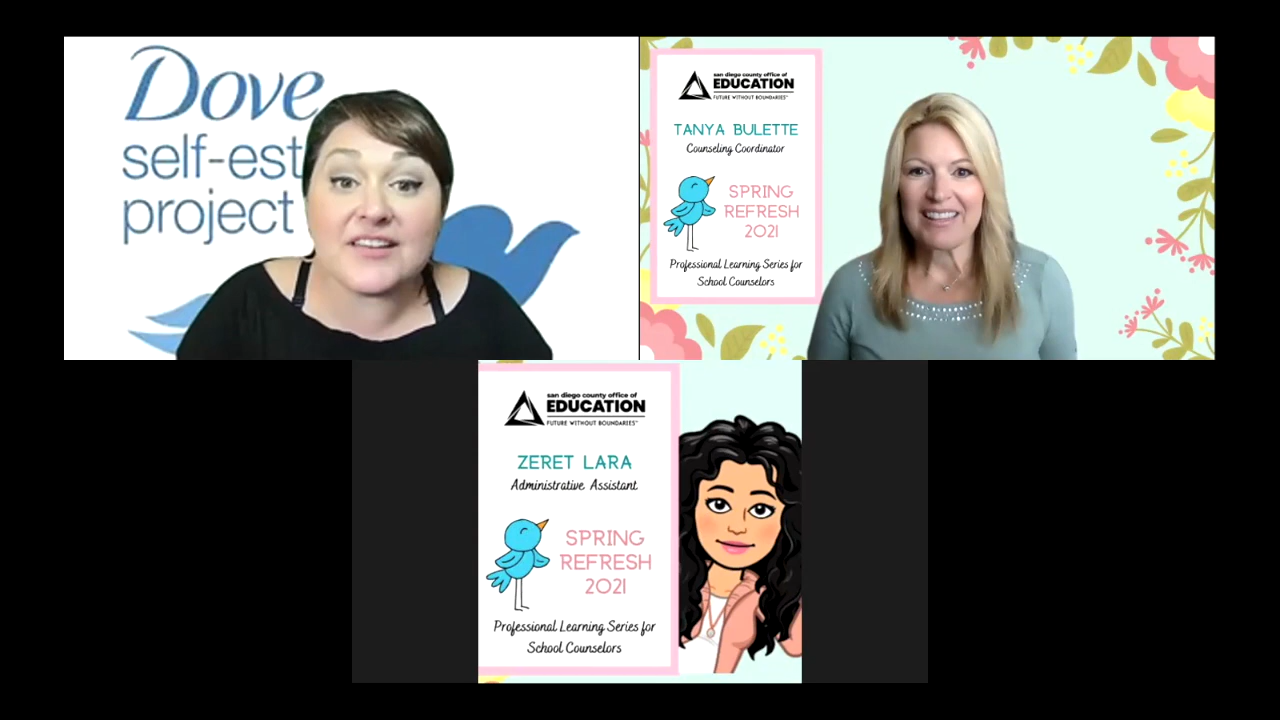 Dove
self-est
project
san diego county office of
EDUCATION
FUTURE WITHOUT BOUNDARIES™
TANYA BULETTE
Counseling Coordinator
SPRING
REFRESH
2021
Professional Learning Series for
School Counselors
san diego county office of
EDUCATION
FUTURE WITHOUT BOUNDARIES™
ZERET LARA
Administrative Assistant
SPRING
REFRESH
2021
Professional Learning Series for
School Counselors